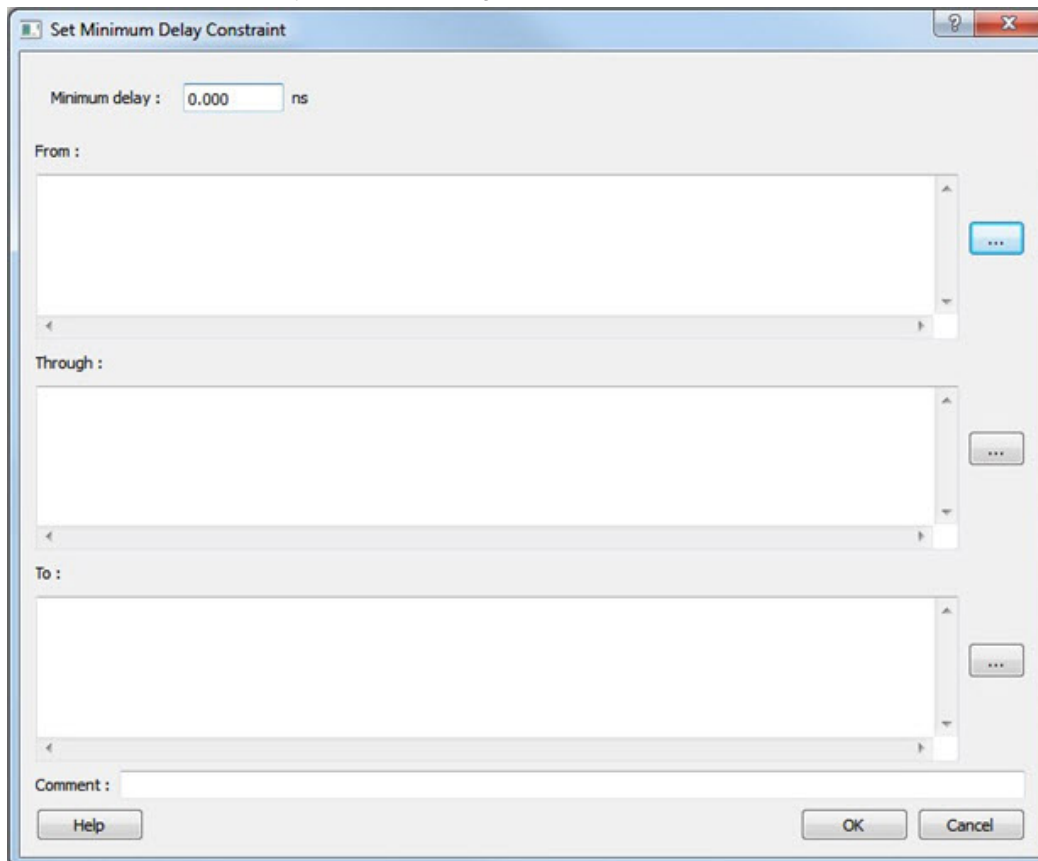 Set Minimum Delay Constraint
Minimum delay : 0.000 ns
From :
...
Through :
...
To :
...
Comment :
Help OK Cancel